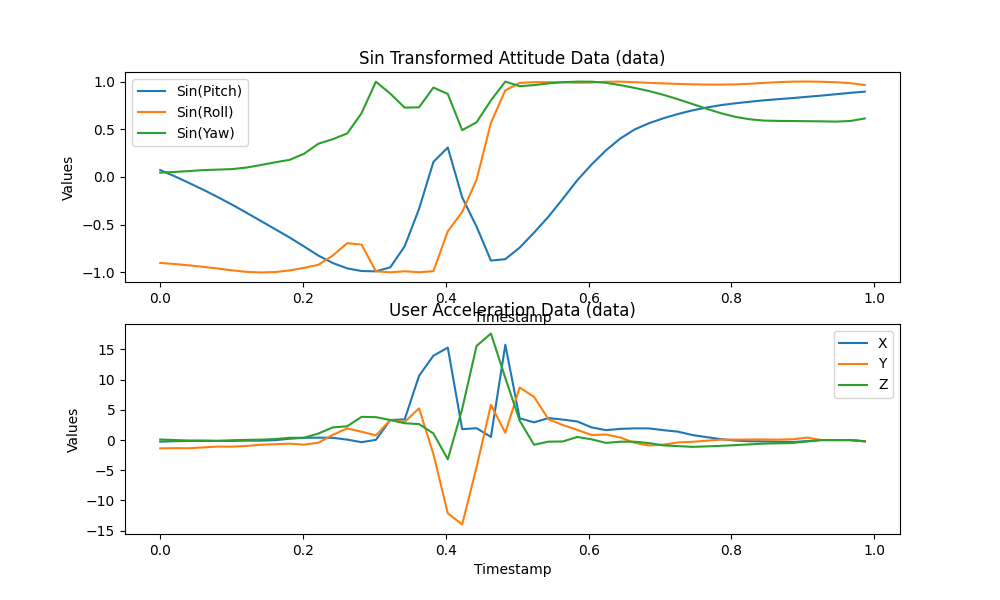 Sin Transformed Attitude Data (data)
1.0
0.5
0.0
−0.5
−1.0
Values
Sin(Pitch)
Sin(Roll)
Sin(Yaw)
0.0 0.2 0.4 0.6 0.8 1.0
Timestamp
User Acceleration Data (data)
15
10
5
0
−5
−10
−15
Values
X
Y
Z
0.0 0.2 0.4 0.6 0.8 1.0
Timestamp